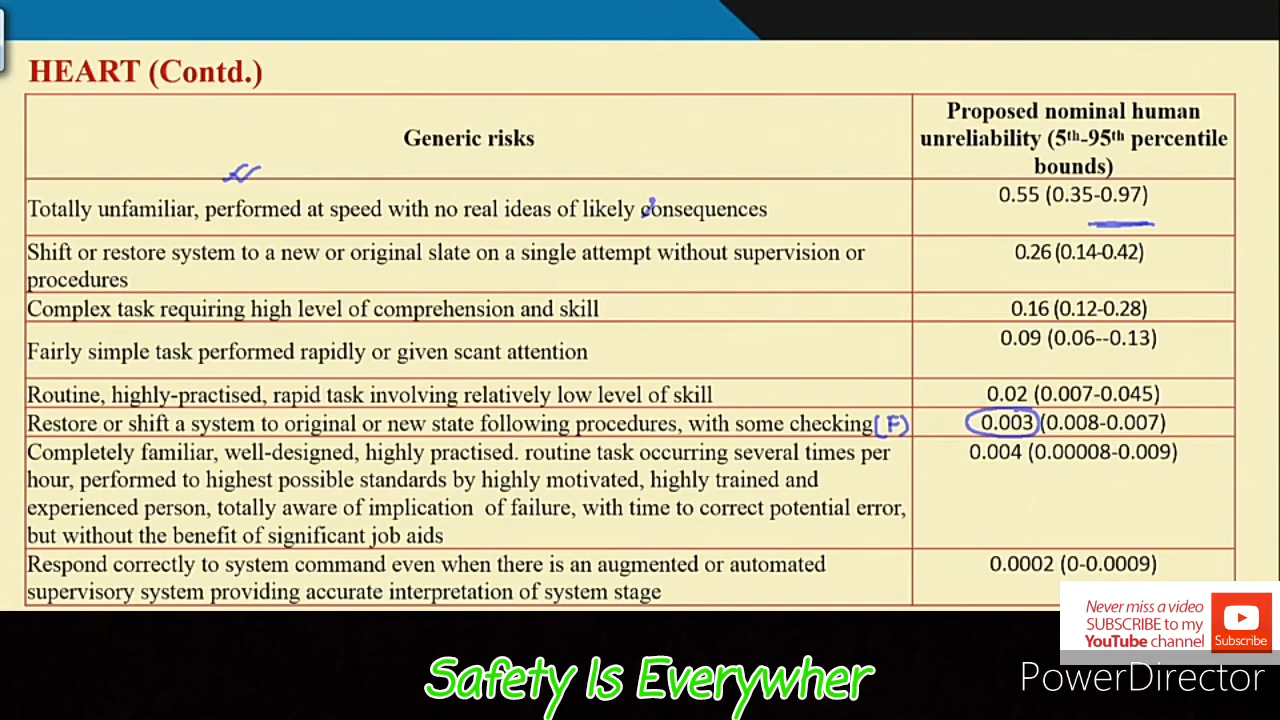 HEART (Contd.)
Generic risks
Proposed nominal human
unreliability (5th-95th percentile
bounds)
Totally unfamiliar, performed at speed with no real ideas of likely consequences
0.55 (0.35-0.97)
Shift or restore system to a new or original slate on a single attempt without supervision or
procedures
0.26 (0.14-0.42)
Complex task requiring high level of comprehension and skill
0.16 (0.12-0.28)
Fairly simple task performed rapidly or given scant attention
0.09 (0.06--0.13)
Routine, highly-practised, rapid task involving relatively low level of skill
0.02 (0.007-0.045)
Restore or shift a system to original or new state following procedures, with some checking (F)
0.003 (0.008-0.007)
Completely familiar, well-designed, highly practised. routine task occurring several times per
hour, performed to highest possible standards by highly motivated, highly trained and
experienced person, totally aware of implication of failure, with time to correct potential error,
but without the benefit of significant job aids
0.004 (0.00008-0.009)
Respond correctly to system command even when there is an augmented or automated
supervisory system providing accurate interpretation of system stage
0.0002 (0-0.0009)
Never miss a video
SUBSCRIBE to my
YouTube channel
Subscribe
Safety Is Everywher
PowerDirector